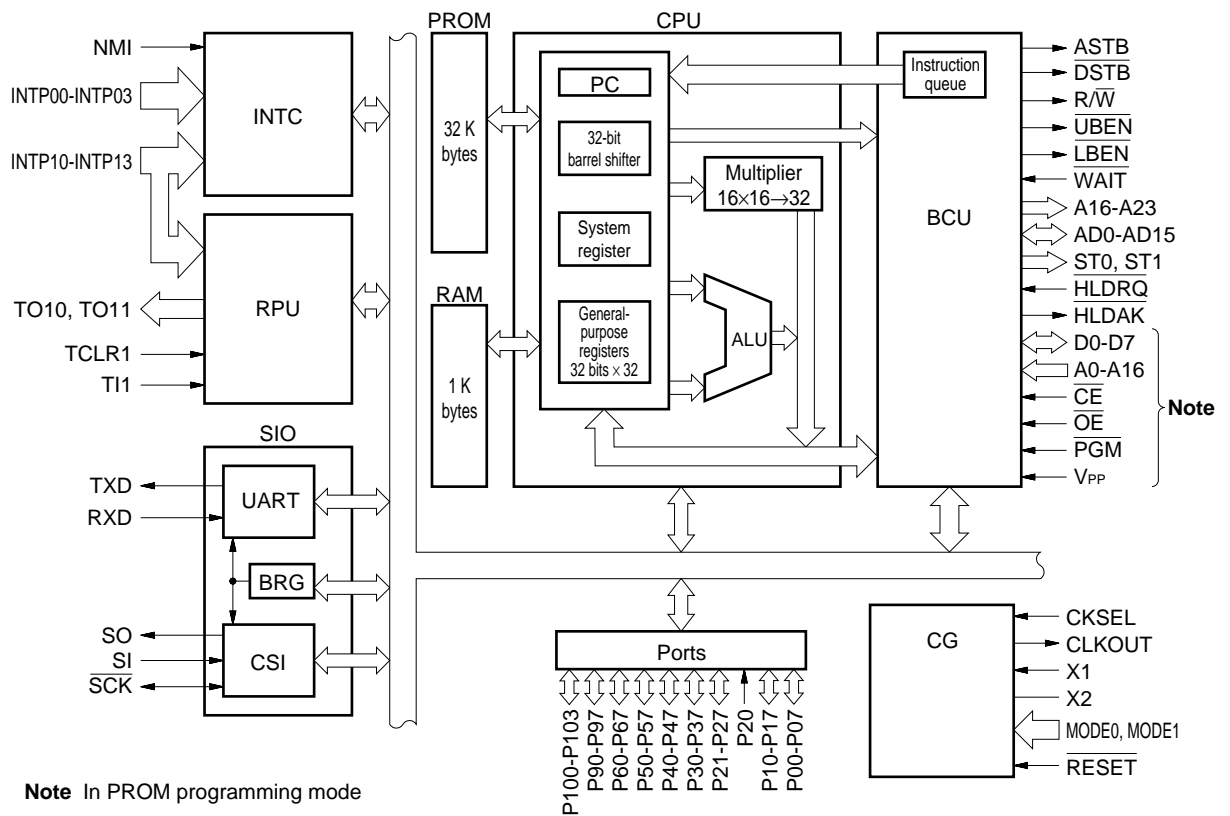 NMI
INTP00-INTP03
INTP10-INTP13
INTC
RPU
TO10, TO11
TCLR1
TI1
SIO
TXD
RXD
UART
BRG
SO
SI
SCK
CSI
PROM
32 K
bytes
RAM
1 K
bytes
CPU
PC
32-bit
barrel shifter
System
register
General-
purpose
registers
32 bits × 32
Multiplier
16×16→32
ALU
Instruction
queue
BCU
ASTB
DSTB
R/W
UBEN
LBEN
WAIT
A16-A23
AD0-AD15
ST0, ST1
HLDRQ
HLDAK
D0-D7
A0-A16
CE
OE
PGM
VPP
Note
Ports
P100-P103
P90-P97
P60-P67
P50-P57
P40-P47
P30-P37
P21-P27
P20
P10-P17
P00-P07
CG
CKSEL
CLKOUT
X1
X2
MODE0, MODE1
RESET
Note In PROM programming mode